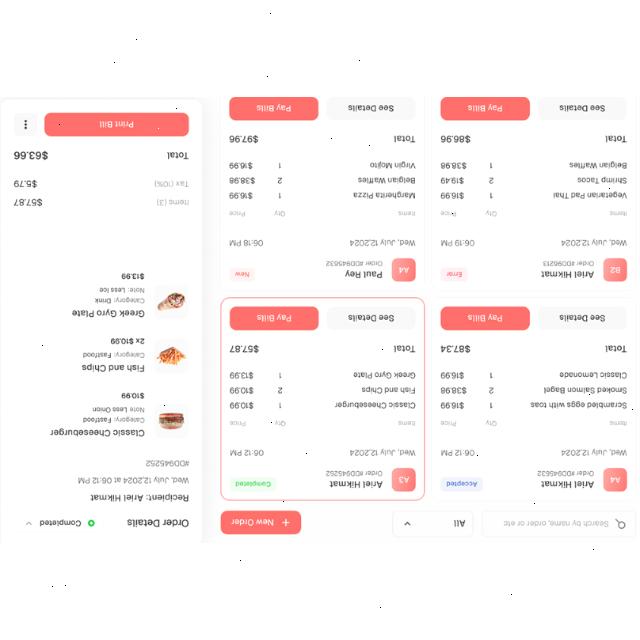 Search by name, order or etc
All
+ New Order
A4
Ariel Hikmat
Accepted
Wed, July 12,2024
06:12 PM
Items
Qty
Price
Scrambled eggs with toas
1
$16.99
Smoked Salmon Bagel
2
$38.98
Classic Lemonade
1
$16.99
Total
$87.34
See Details
Pay Bills
A3
Ariel Hikmat
Order #DD945252
Completed
Wed, July 12,2024
06:12 PM
Items
Qty
Price
Classic Cheeseburger
1
$10.99
Fish and Chips
2
$10.99
Greek Gyro Plate
1
$13.99
Total
$57.87
See Details
Pay Bills
B2
Ariel Hikmat
Error
Wed, July 12,2024
06:19 PM
Items
Qty
Price
Vegetarian Pad Thai
1
$16.99
Shrimp Tacos
2
$19.49
Belgian Waffles
1
$38.98
Total
$86.96
See Details
Pay Bills
A4
Paul Rey
Order #DD945632
New
Wed, July 12,2024
06:18 PM
Items
Qty
Price
Margherita Pizza
1
$16.99
Belgian Waffles
2
$38.98
Virgin Mojito
1
$16.99
Total
$97.96
See Details
Pay Bills
Order Details
Completed
Recipient: Ariel Hikmat
Wed, July 12,2024 at 06:12 PM
#DD945252
Classic Cheeseburger
Category: Fastfood
Note Less Onion
$10.99
Fish and Chips
Category: Fastfood
2x $10.99
Greek Gyro Plate
Category: Drink
Note: Less Ice
$13.99
Items (3)
$57.87
Tax (10%)
$5.79
Total
$63.66
Print Bill